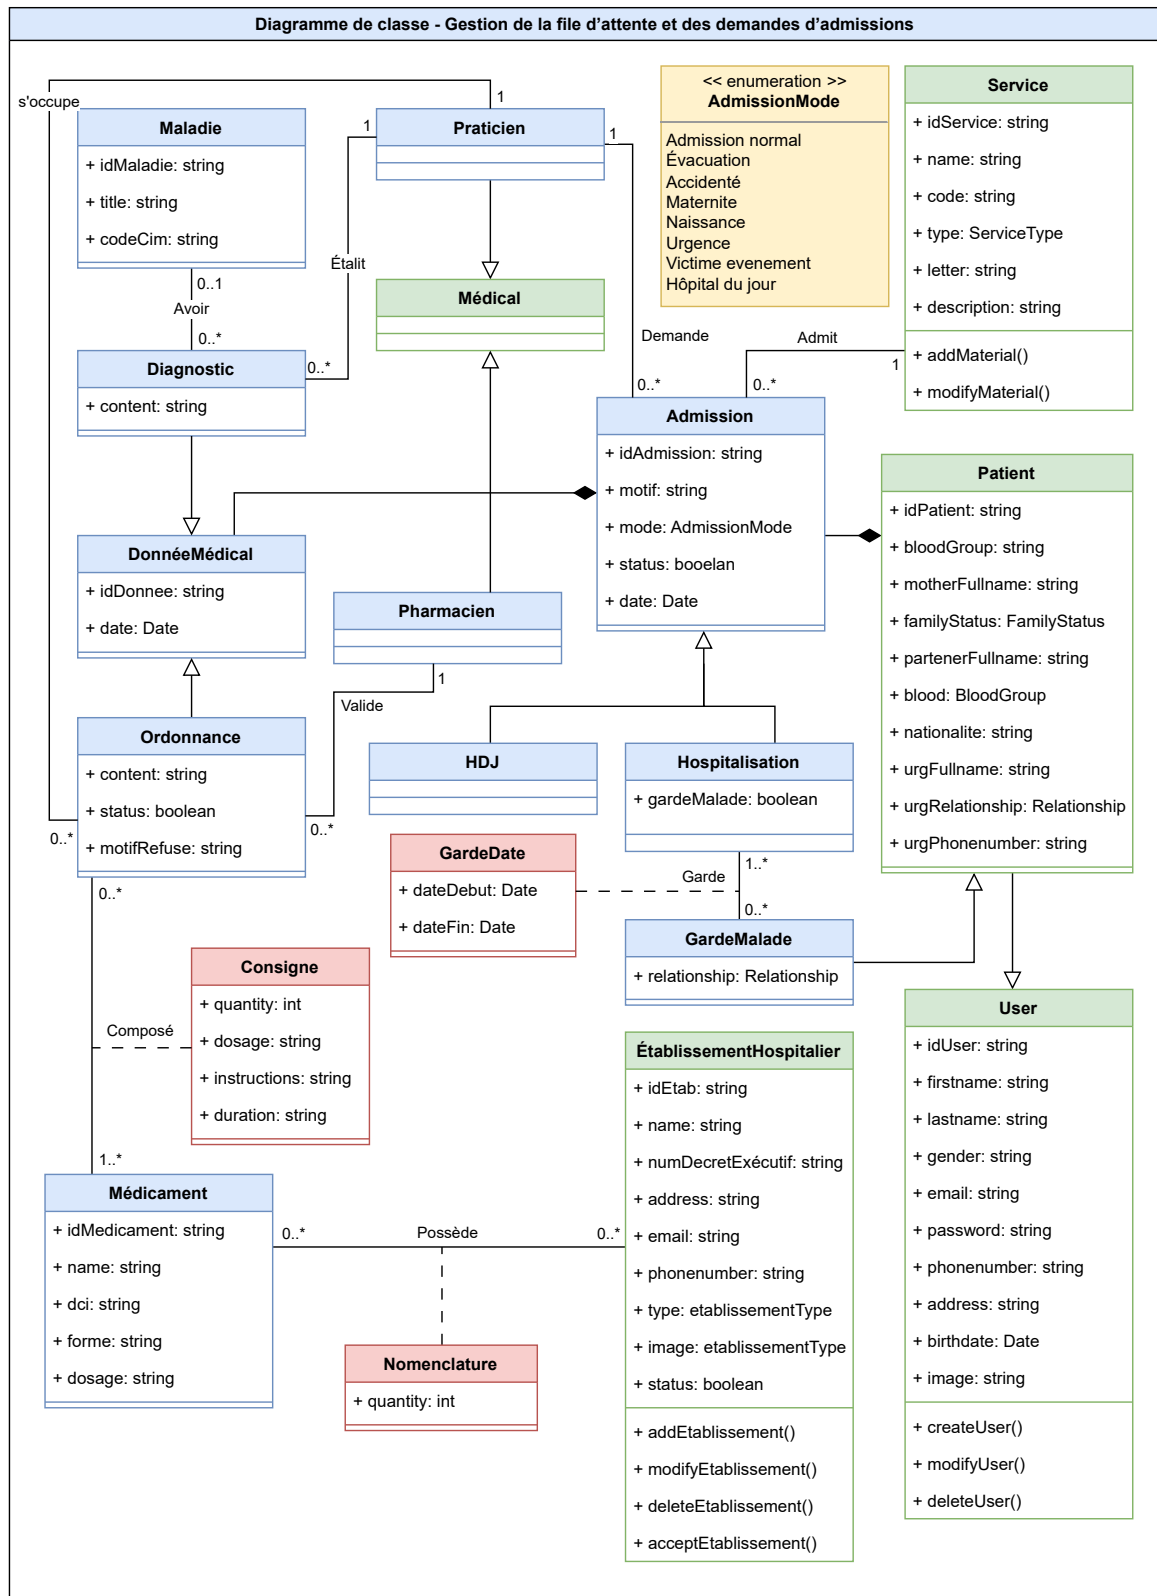 Diagramme de classe - Gestion de la file d'attente et des demandes d'admissions
s'occupe
1
Maladie
+ idMaladie: string
+ title: string
+ codeCim: string
1
Praticien
1
<< enumeration >>
AdmissionMode
Admission normal
Évacuation
Accidenté
Maternite
Naissance
Urgence
Victime evenement
Hôpital du jour
Service
+ idService: string
+ name: string
+ code: string
+ type: ServiceType
+ letter: string
+ description: string
+ addMaterial()
+ modifyMaterial()
Étalit
0..1
Avoir
0..*
Médical
Demande
Admit
1
0..*
0..*
0..*
Diagnostic
+ content: string
Admission
+ idAdmission: string
+ motif: string
+ mode: AdmissionMode
+ status: booelan
+ date: Date
Patient
+ idPatient: string
+ bloodGroup: string
+ motherFullname: string
+ familyStatus: FamilyStatus
+ partenerFullname: string
+ blood: BloodGroup
+ nationalite: string
+ urgFullname: string
+ urgRelationship: Relationship
+ urgPhonenumber: string
DonnéeMédical
+ idDonnee: string
+ date: Date
Pharmacien
1
Valide
0..*
Ordonnance
+ content: string
+ status: boolean
+ motifRefuse: string
0..*
0..*
HDJ
Hospitalisation
+ gardeMalade: boolean
GardeDate
+ dateDebut: Date
+ dateFin: Date
1..*
Garde
0..*
GardeMalade
+ relationship: Relationship
Consigne
+ quantity: int
+ dosage: string
+ instructions: string
+ duration: string
Composé
1..*
User
+ idUser: string
+ firstname: string
+ lastname: string
+ gender: string
+ email: string
+ password: string
+ phonenumber: string
+ address: string
+ birthdate: Date
+ image: string
+ createUser()
+ modifyUser()
+ deleteUser()
ÉtablissementHospitalier
+ idEtab: string
+ name: string
+ numDecretExécutif: string
+ address: string
+ email: string
+ phonenumber: string
+ type: etablissementType
+ image: etablissementType
+ status: boolean
+ addEtablissement()
+ modifyEtablissement()
+ deleteEtablissement()
+ acceptEtablissement()
Médicament
+ idMedicament: string
+ name: string
+ dci: string
+ forme: string
+ dosage: string
0..*
Possède
0..*
Nomenclature
+ quantity: int